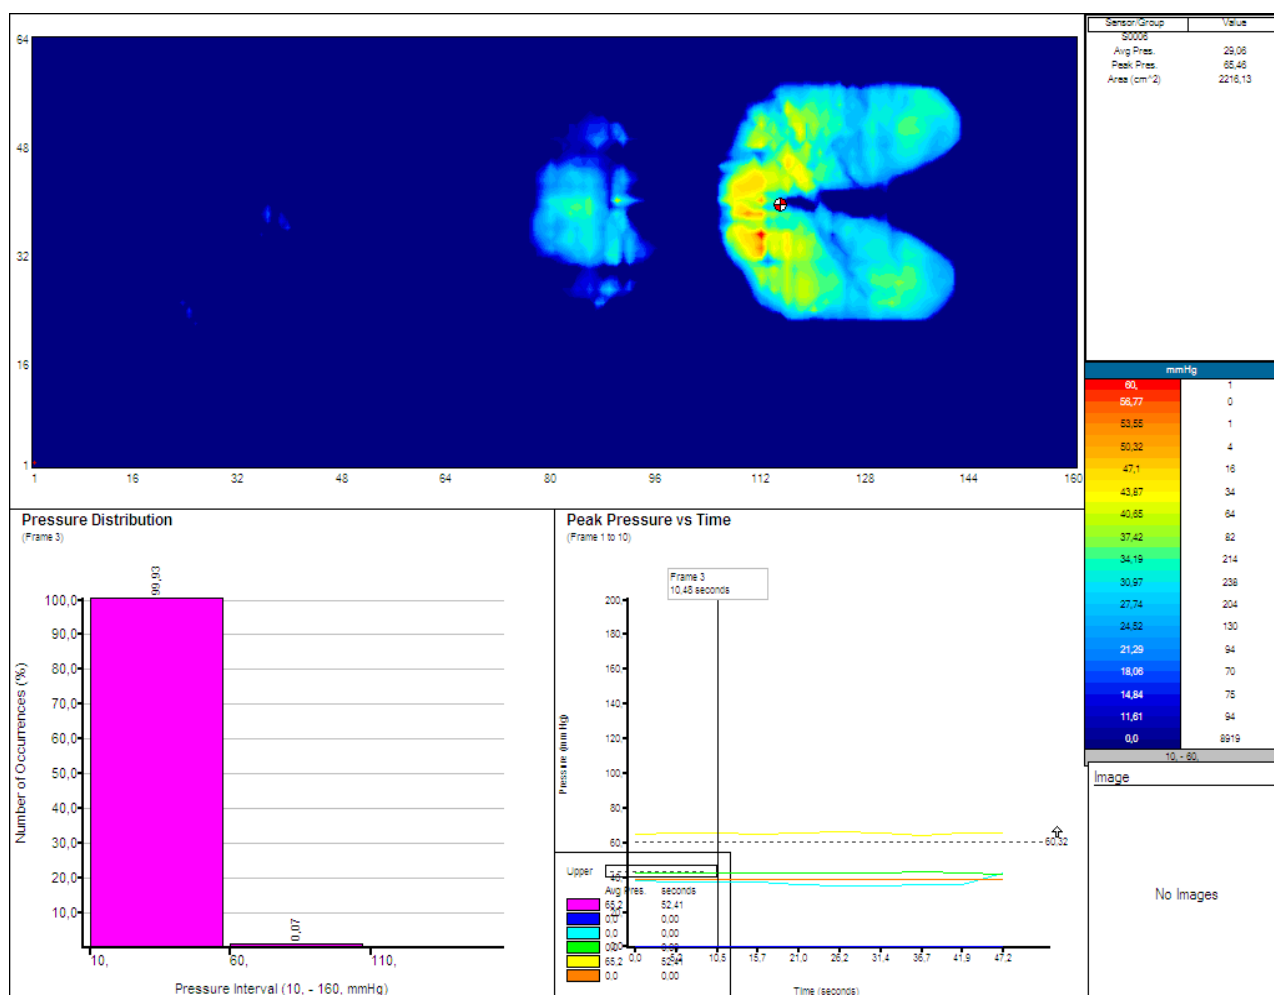 Sensor/Group Value
S0006
Avg Pres. 29,06
Peak Pres. 65,46
Area (cm^2) 2216,13
64
48
32
16
1
1 16 32 48 64 80 96 112 128 144 160
mmHg
60, 1
56,77 0
53,55 1
50,32 4
47,1 16
43,87 34
40,65 64
37,42 82
34,19 214
30,97 238
27,74 204
24,52 130
21,29 94
18,06 70
14,84 75
11,61 94
0,0 8919
10, - 60,
Pressure Distribution
(Frame 3)
99,93
0,07
100,0
90,0
80,0
70,0
60,0
50,0
40,0
30,0
20,0
10,0
Number of Occurrences (%)
10, 60, 110,
Pressure Interval (10, - 160, mmHg)
Peak Pressure vs Time
(Frame 1 to 10)
Frame 3
10,48 seconds
200,
180,
160,
140,
120,
100,
80,
60,
Pressure (mm Hg)
60,32
Upper
Avg Pres. seconds
65,2 52,41
0,0 0,00
0,0 0,00
65,2 52,41
0,0 0,00
0,0 10,5 15,7 21,0 26,2 31,4 36,7 41,9 47,2
Time (seconds)
Image
No Images